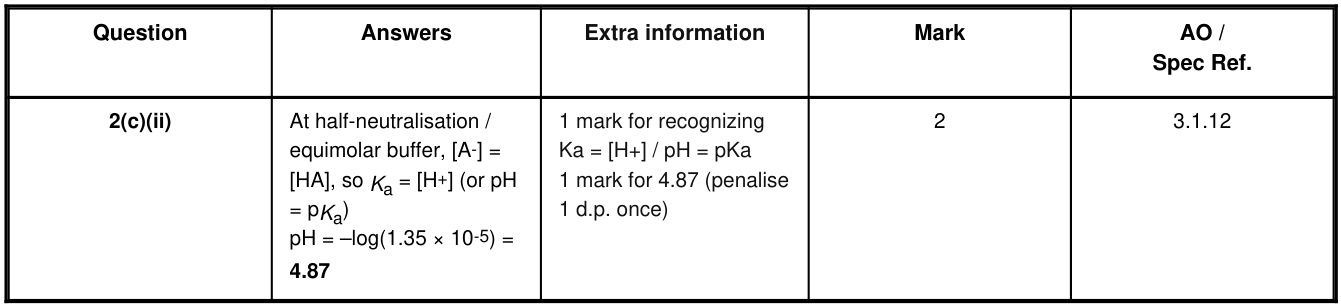 Question
Answers
Extra information
Mark
AO /
Spec Ref.
2(c)(ii)
At half-neutralisation /
equimolar buffer, [A-] =
[HA], so Ka = [H+] (or pH
= pKa)
pH = –log(1.35 × 10-5) =
4.87
1 mark for recognizing
Ka = [H+] / pH = pKa
1 mark for 4.87 (penalise
1 d.p. once)
2
3.1.12